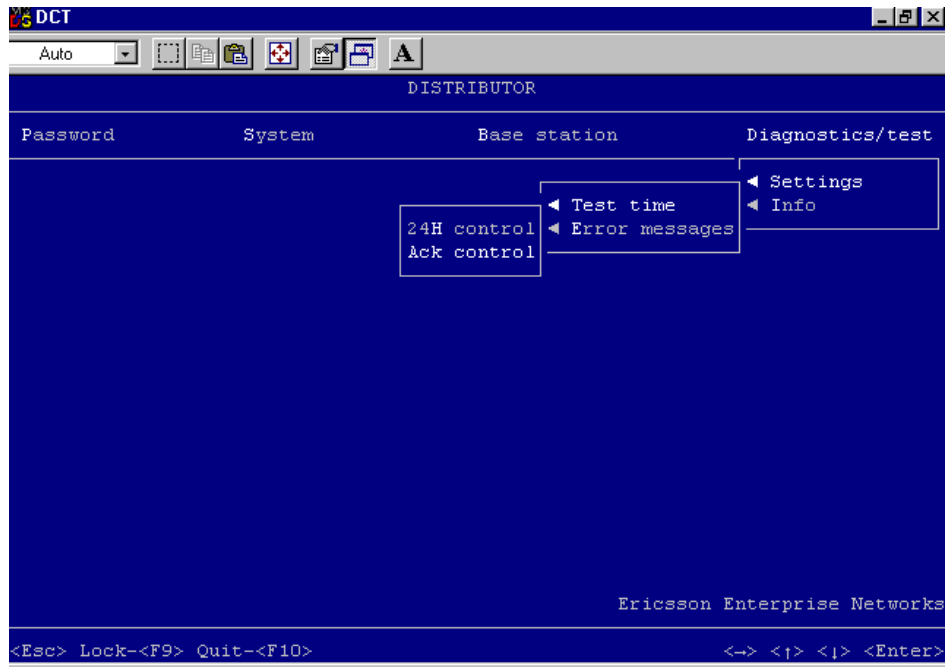 DCT
Auto
A
DISTRIBUTOR
Password System Base station Diagnostics/test
◄ Settings
◄ Info
◄ Test time
◄ Error messages
24H control
Ack control
Ericsson Enterprise Networks
<Esc> Lock-<F9> Quit-<F10> <→> <↑> <↓> <Enter>